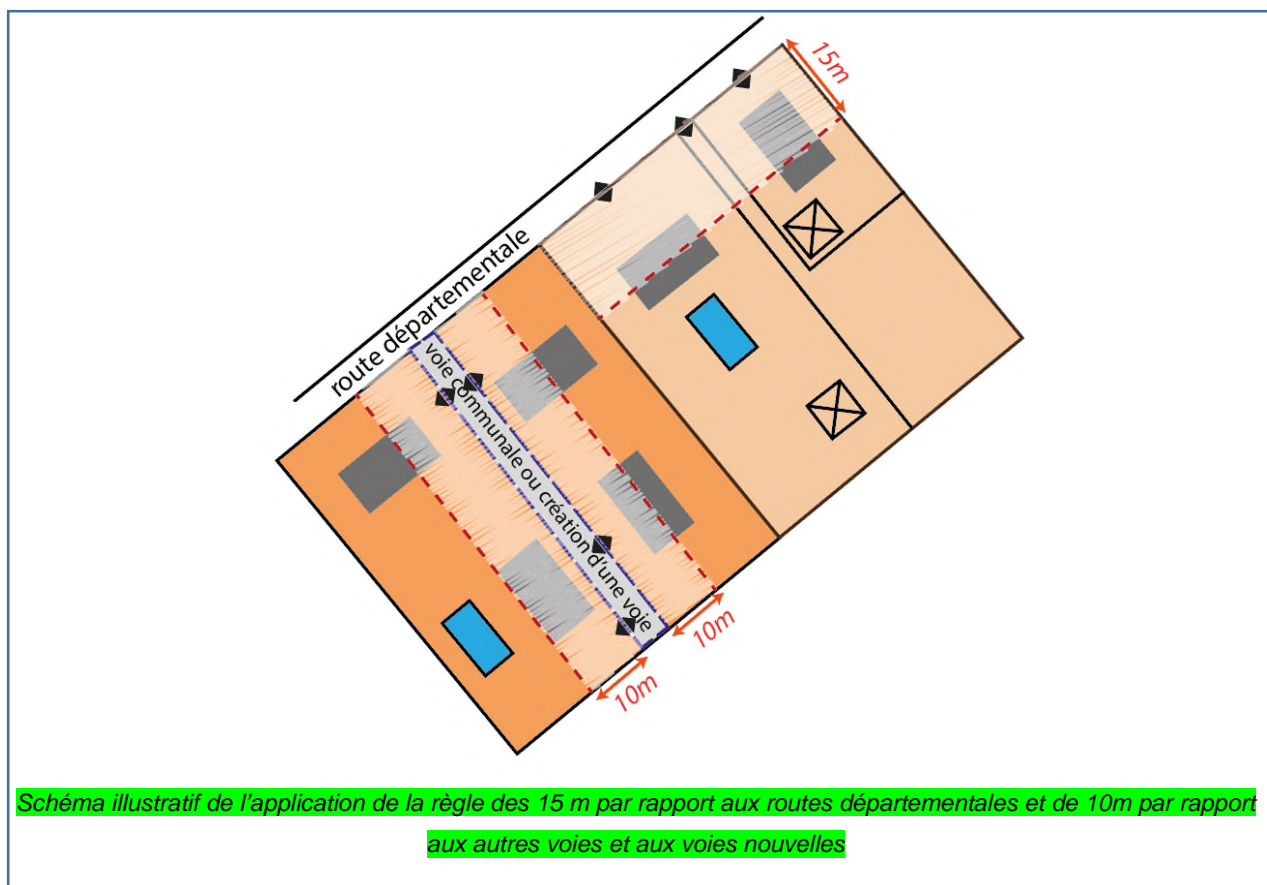 15m
route départementale
voie communale ou création d'une voie
10m
10m
Schéma illustratif de l'application de la règle des 15 m par rapport aux routes départementales et de 10m par rapport
aux autres voies et aux voies nouvelles